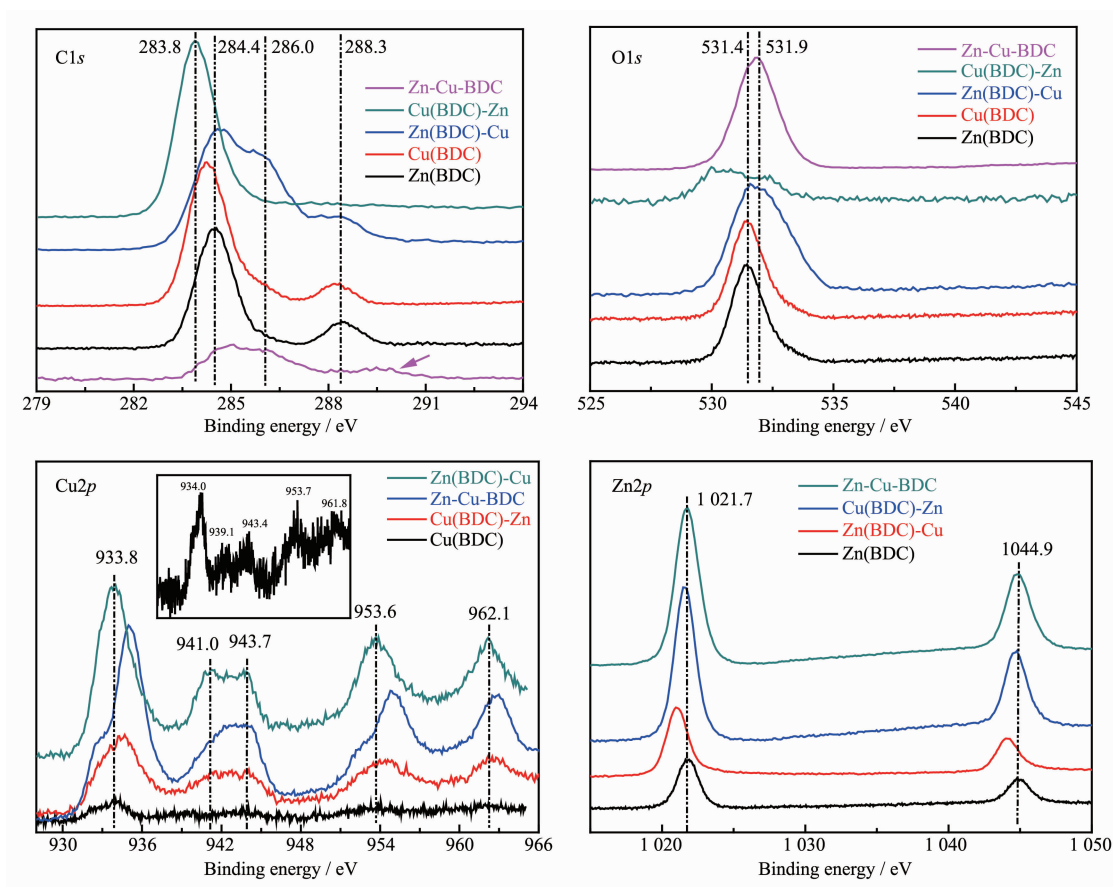 C1s
283.8
284.4
286.0
288.3
Zn-Cu-BDC
Cu(BDC)-Zn
Zn(BDC)-Cu
Cu(BDC)
Zn(BDC)
279
282
285
288
291
294
Binding energy / eV
O1s
531.4
531.9
Zn-Cu-BDC
Cu(BDC)-Zn
Zn(BDC)-Cu
Cu(BDC)
Zn(BDC)
525
530
535
540
545
Binding energy / eV
Cu2p
934.0
939.1
943.4
953.7
961.8
Zn(BDC)-Cu
Zn-Cu-BDC
Cu(BDC)-Zn
Cu(BDC)
933.8
941.0
943.7
953.6
962.1
930
936
942
948
954
960
966
Binding energy / eV
Zn2p
1 021.7
Zn-Cu-BDC
Cu(BDC)-Zn
Zn(BDC)-Cu
Zn(BDC)
1044.9
1 020
1 030
1 040
1 050
Binding energy / eV